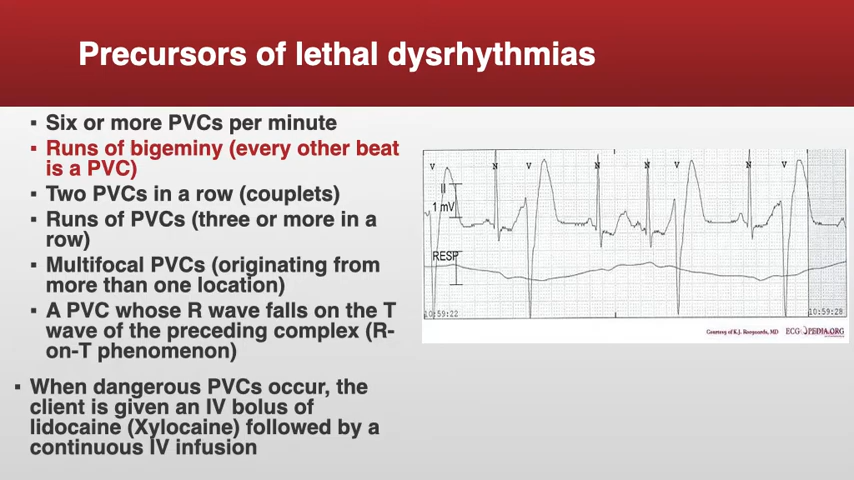 Precursors of lethal dysrhythmias
▪ Six or more PVCs per minute
▪ Runs of bigeminy (every other beat
is a PVC)
▪ Two PVCs in a row (couplets)
▪ Runs of PVCs (three or more in a
row)
▪ Multifocal PVCs (originating from
more than one location)
▪ A PVC whose R wave falls on the T
wave of the preceding complex (R-
on-T phenomenon)
▪ When dangerous PVCs occur, the
client is given an IV bolus of
lidocaine (Xylocaine) followed by a
continuous IV infusion
V N V N N V N V
II
1 mV
RESP
10:59:22 10:59:28
Courtesy of K.J. MD ECGPEDIA.ORG